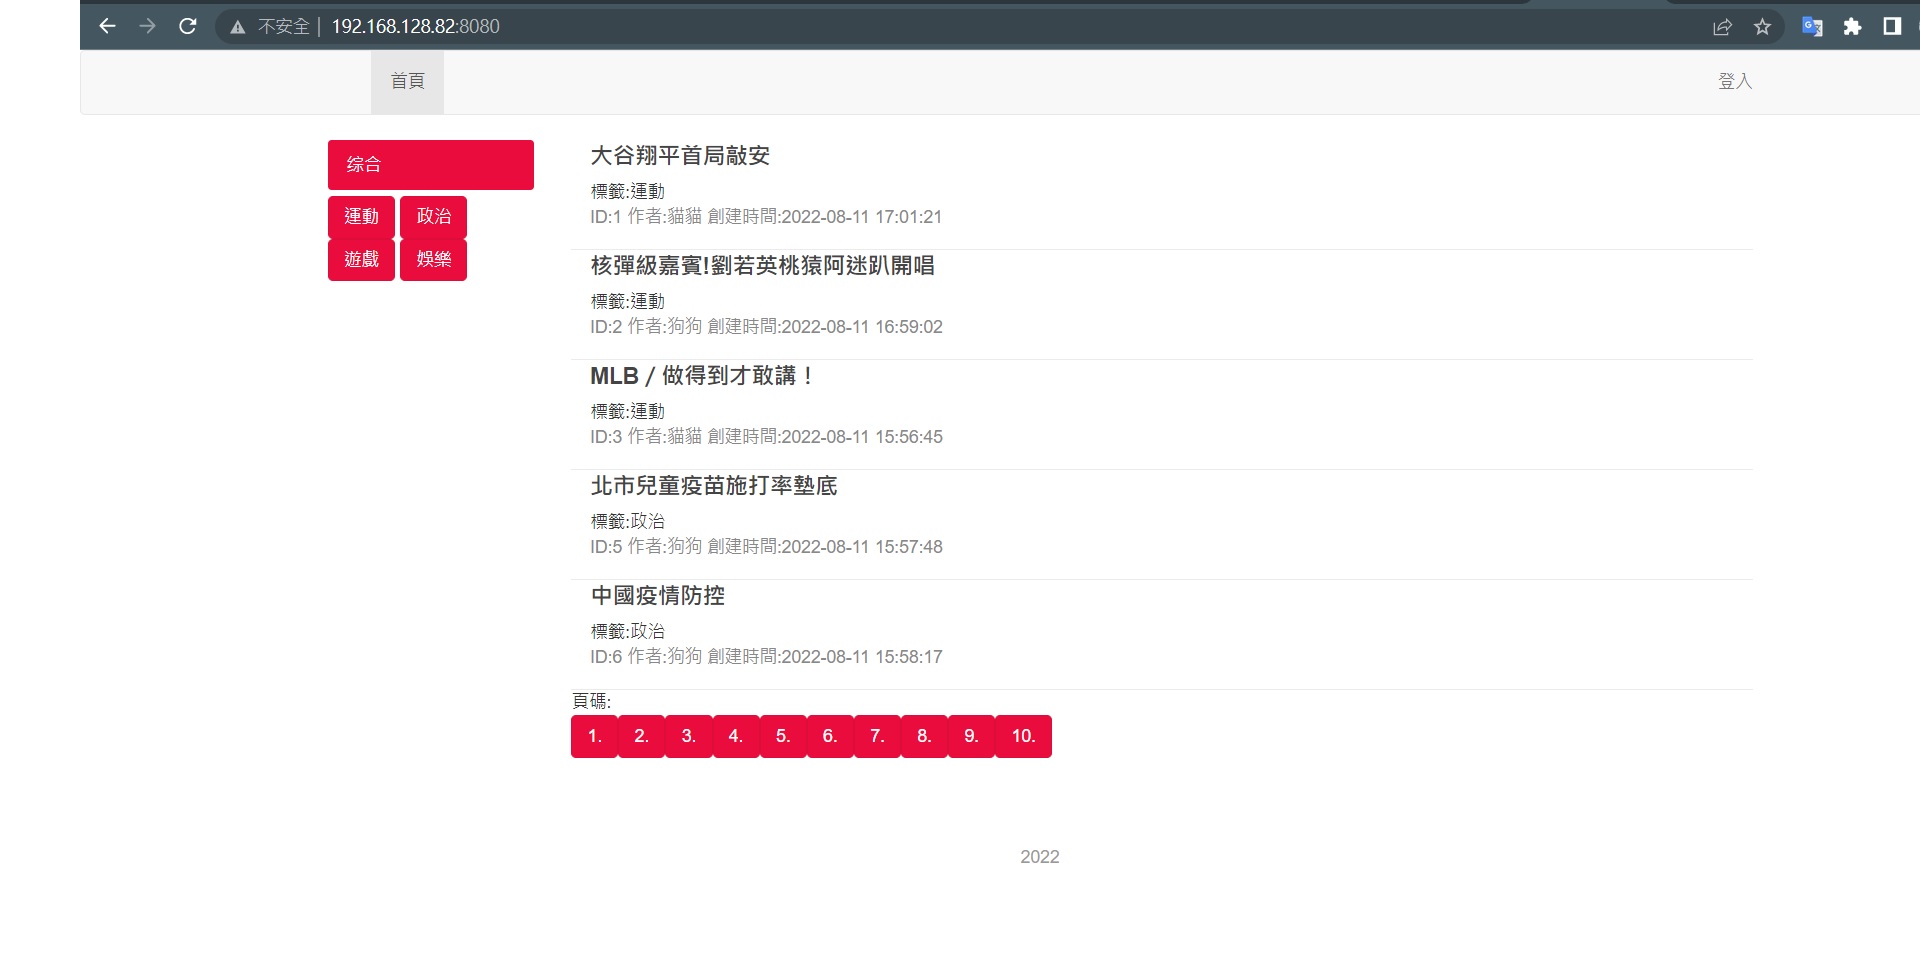 不安全 | 192.168.128.82:8080
首頁
登入
综合
運動 政治
遊戲 娛樂
大谷翔平首局敲安
標籤:運動
ID:1 作者:貓貓 創建時間:2022-08-11 17:01:21
核彈級嘉賓!劉若英桃猿阿迷趴開唱
標籤:運動
ID:2 作者:狗狗 創建時間:2022-08-11 16:59:02
MLB / 做得到才敢講！
標籤:運動
ID:3 作者:貓貓 創建時間:2022-08-11 15:56:45
北市兒童疫苗施打率墊底
標籤:政治
ID:5 作者:狗狗 創建時間:2022-08-11 15:57:48
中國疫情防控
標籤:政治
ID:6 作者:狗狗 創建時間:2022-08-11 15:58:17
頁碼:
1. 2. 3. 4. 5. 6. 7. 8. 9. 10.
2022